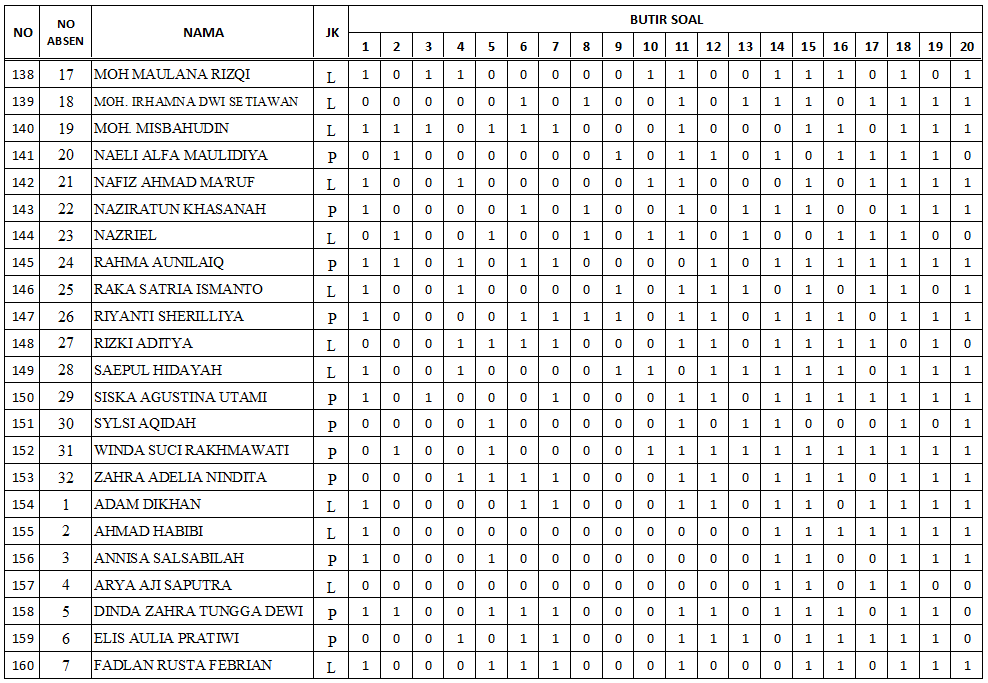 NO NO ABSEN NAMA JK BUTIR SOAL
1 2 3 4 5 6 7 8 9 10 11 12 13 14 15 16 17 18 19 20
138 17 MOH MAULANA RIZQI L 1 0 1 1 0 0 0 0 0 1 1 0 0 1 1 1 0 1 0 1
139 18 MOH. IRHAMNA DWI SETIAWAN L 0 0 0 0 0 1 0 1 0 0 1 0 1 1 1 0 1 1 1 1
140 19 MOH. MISBAHUDIN L 1 1 1 0 1 1 1 0 0 0 1 0 0 0 1 1 0 1 1 1
141 20 NAELI ALFA MAULIDIYA P 0 1 0 0 0 0 0 0 1 0 1 1 0 1 0 1 1 1 1 0
142 21 NAFIZ AHMAD MA'RUF L 1 0 0 1 0 0 0 0 0 1 1 0 0 0 1 0 1 1 1 1
143 22 NAZIRATUN KHASANAH P 1 0 0 0 0 1 0 1 0 0 1 0 1 1 1 0 0 1 1 1
144 23 NAZRIEL L 0 1 0 0 1 0 0 1 0 1 1 0 1 0 0 1 1 1 0 0
145 24 RAHMA AUNILAIQ P 1 1 0 1 0 1 1 0 0 0 0 1 0 1 1 1 1 1 1 1
146 25 RAKA SATRIA ISMANTO L 1 0 0 1 0 0 0 0 1 0 1 1 1 0 1 0 1 1 0 1
147 26 RIYANTI SHERILLIYA P 1 0 0 0 0 1 1 1 1 0 1 1 0 1 1 1 0 1 1 1
148 27 RIZKI ADITYA L 0 0 0 1 1 1 1 0 0 0 1 1 0 1 1 1 1 0 1 0
149 28 SAEPUL HIDAYAH L 1 0 0 1 0 0 0 0 1 1 0 1 1 1 1 1 0 1 1 1
150 29 SISKA AGUSTINA UTAMI P 1 0 1 0 0 0 1 0 0 0 1 1 0 1 1 1 1 1 1 1
151 30 SYLSI AQIDAH P 0 0 0 0 1 0 0 0 0 0 1 0 1 1 0 0 0 1 0 1
152 31 WINDA SUCI RAKHMAWATI P 0 1 0 0 1 0 0 0 0 1 1 1 1 1 1 1 1 1 1 1
153 32 ZAHRA ADELIA NINDITA P 0 0 0 1 1 1 1 0 0 0 1 1 0 1 1 1 0 1 1 1
154 1 ADAM DIKHAN L 1 0 0 0 0 1 1 0 0 0 1 1 0 1 1 0 1 1 1 1
155 2 AHMAD HABIBI L 1 0 0 0 0 0 0 0 0 0 0 0 0 1 1 1 1 1 1 1
156 3 ANNISA SALSABILAH P 1 0 0 0 1 0 0 0 0 0 0 0 0 1 1 0 0 1 1 1
157 4 ARYA AJI SAPUTRA L 0 0 0 0 0 0 0 0 0 0 0 0 0 1 1 0 1 1 0 0
158 5 DINDA ZAHRA TUNGGA DEWI P 1 1 0 0 1 1 1 0 0 0 1 1 0 1 1 1 0 1 1 0
159 6 ELIS AULIA PRATIWI P 0 0 0 1 0 1 1 0 0 0 1 1 1 0 1 1 1 1 1 0
160 7 FADLAN RUSTA FEBRIAN L 1 0 0 0 1 1 1 0 0 0 1 0 0 0 1 1 0 1 1 1